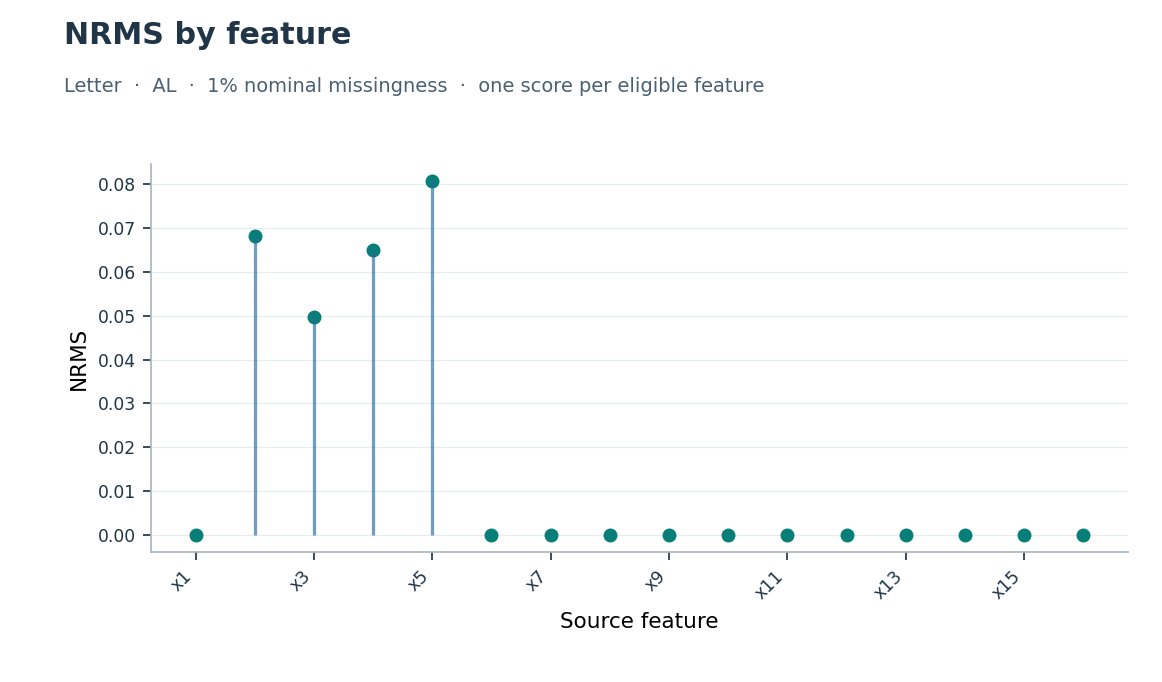 NRMS by feature
Letter · AL · 1% nominal missingness · one score per eligible feature
0.08
0.07
0.06
0.05
0.04
0.03
0.02
0.01
0.00
NRMS
x1 x3 x5 x7 x9 x11 x13 x15
Source feature